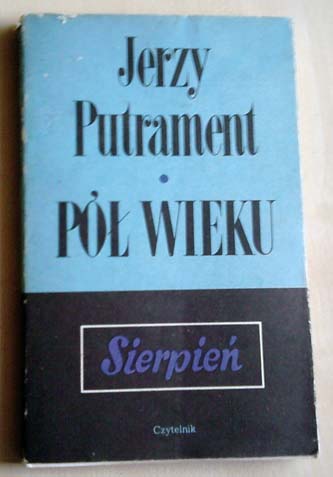 Jerzy
Putrament
•
PÓŁ WIEKU
Sierpień
Czytelnik